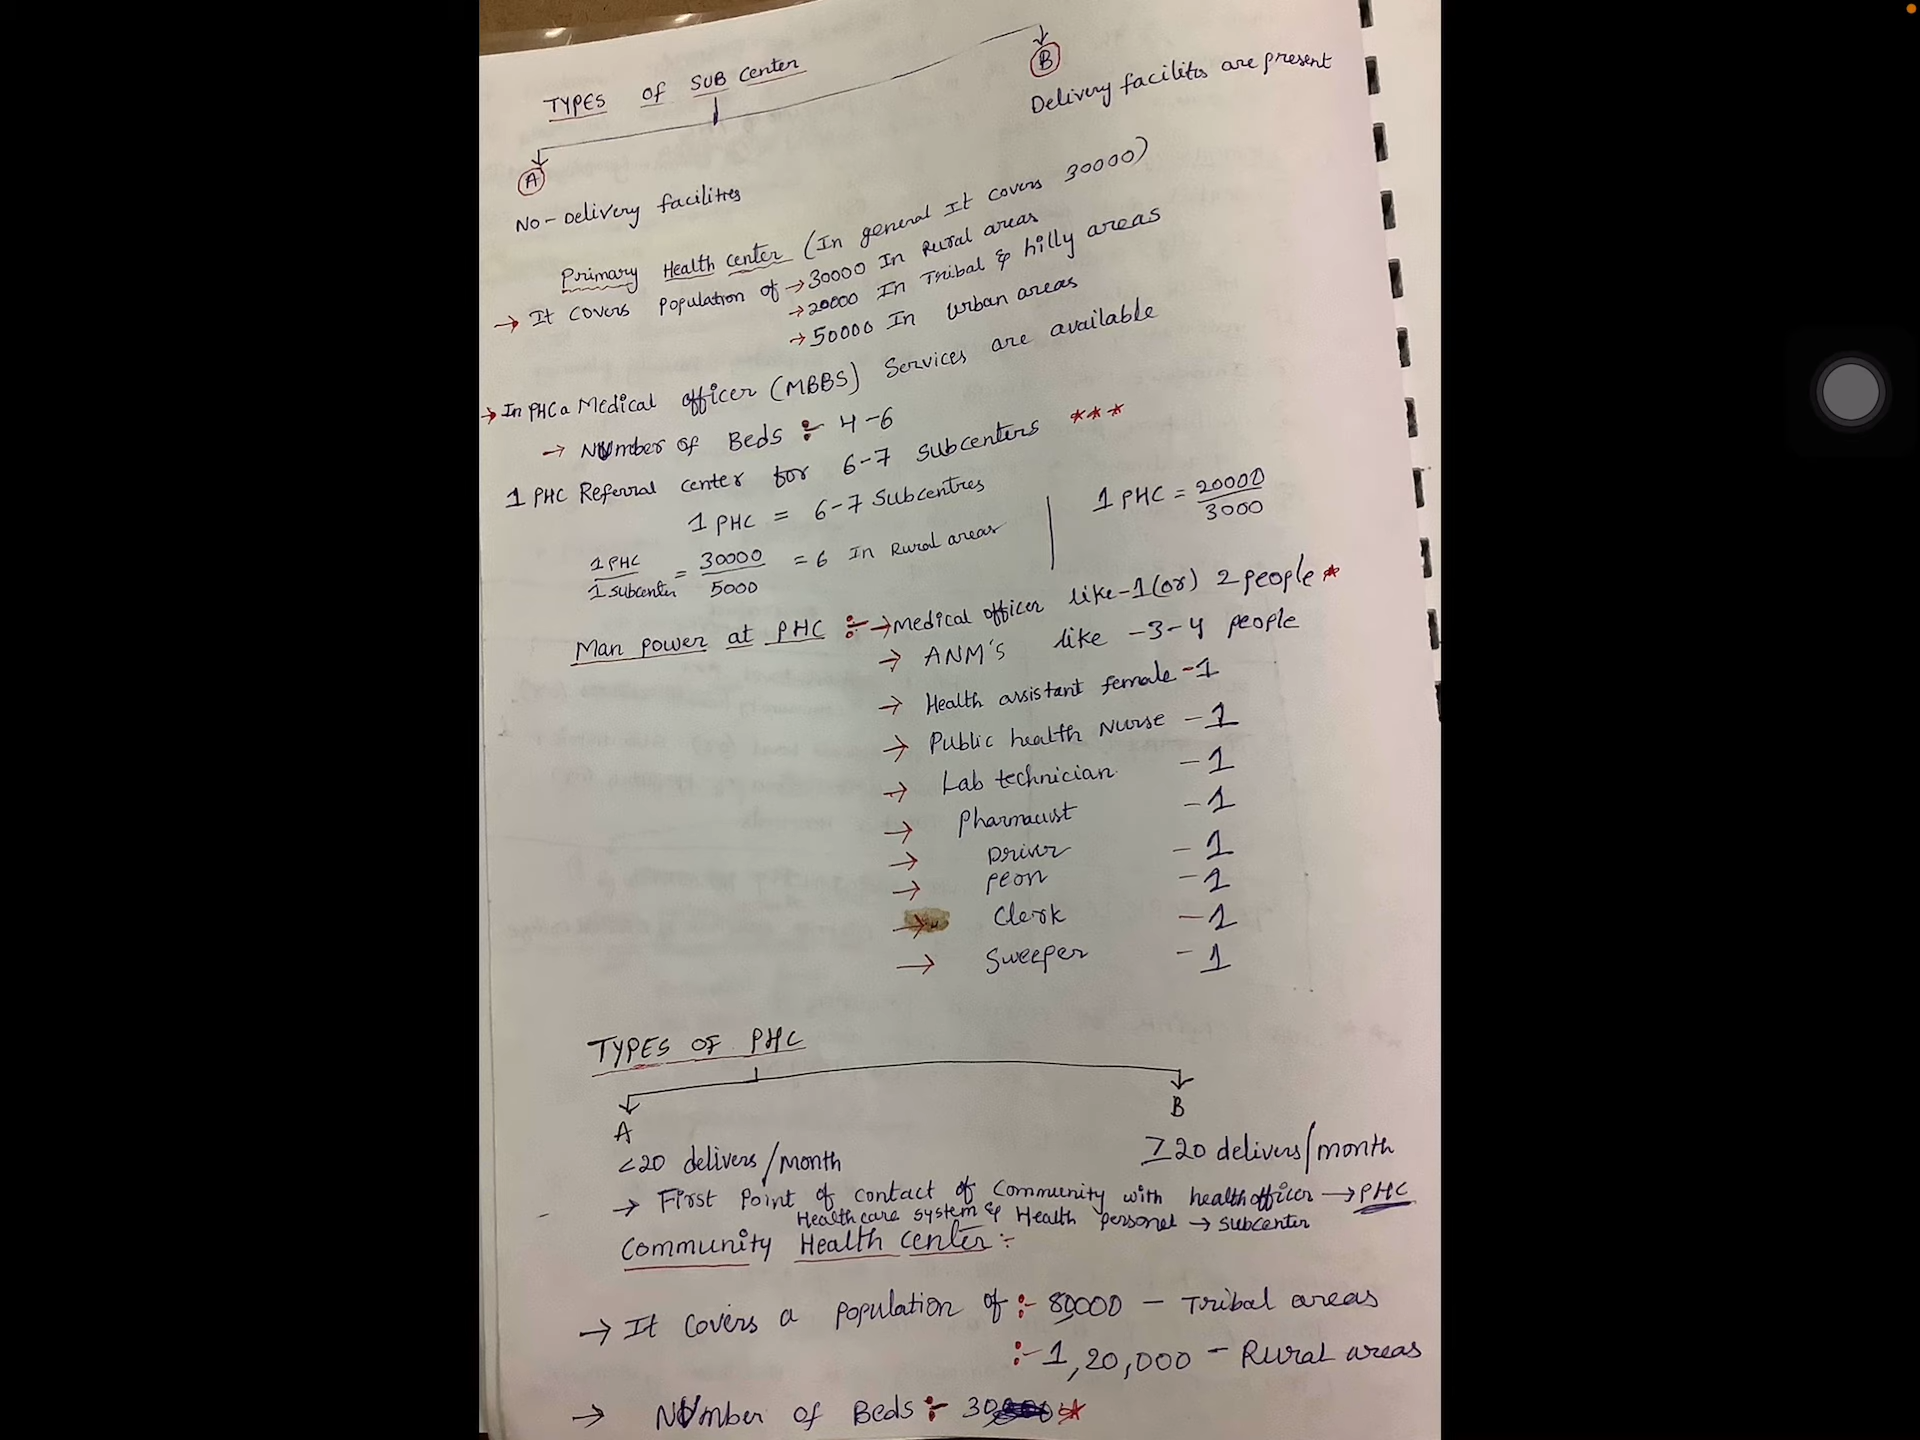 TYPES of SUB Center
A
B
No-Delivery facilities
Delivery facilites are present
Primary Health center (In general It covers 30000)
→ It covers population of → 30000 In Rural areas
→ 20000 In Tribal & hilly areas
→ 50000 In urban areas
→ In PHC a Medical officer (MBBS) Services are available
→ Number of Beds :- 4-6
1 PHC Referral center for 6-7 subcenters ***
1 PHC = 6-7 Subcentres
1 PHC / 1 subcenter = 30000 / 5000 = 6 In Rural areas
1 PHC = 20000 / 3000
Man power at PHC :- → Medical officer like-1(or) 2 people *
→ ANM'S like -3-4 people
→ Health assistant female -1
→ Public health Nurse -1
→ Lab technician -1
→ Pharmacist -1
→ Driver -1
→ peon -1
→ Clerk -1
→ Sweeper -1
TYPES OF PHC
A
B
<20 delivers/month
≥20 delivers/month
→ First Point of contact of Community with health officer → PHC
Healthcare system & Health personel → subcenter
Community Health center :-
→ It covers a population of :- 80000 - Tribal areas
:- 1,20,000 - Rural areas
→ Number of Beds :- 30 *